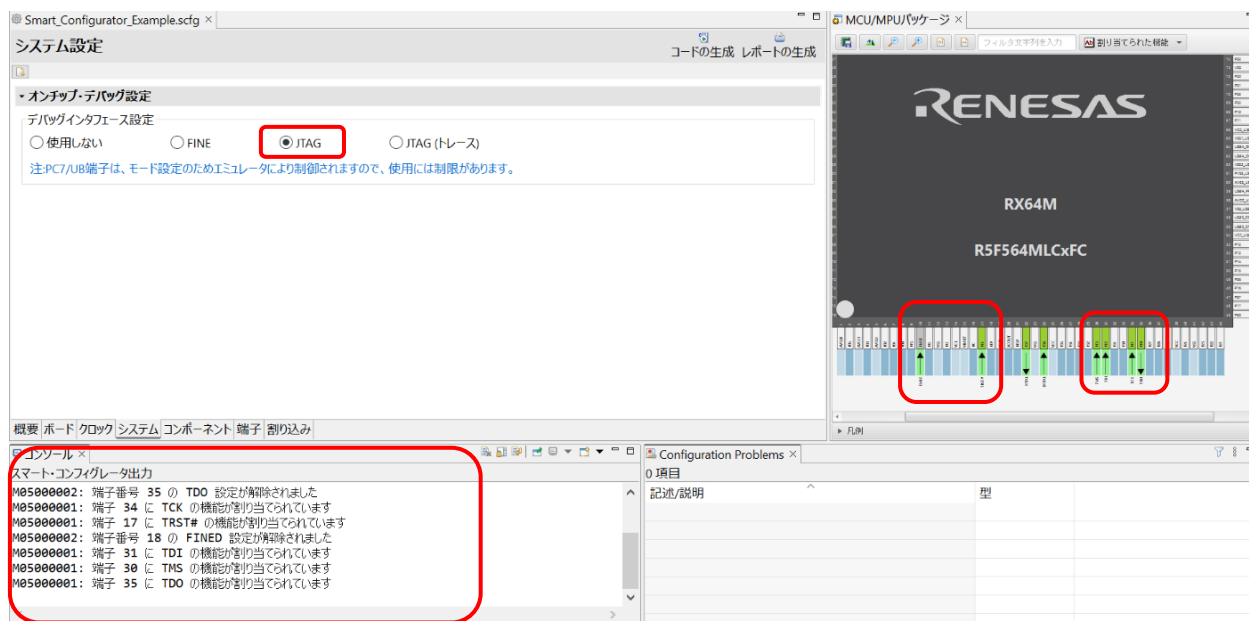 Smart_Configurator_Example.scfg
システム設定
コードの生成 レポートの生成
オンチップ・デバッグ設定
デバッグインタフェース設定
使用しない FINE JTAG JTAG (トレース)
注:PC7/UB端子は、モード設定のためエミュレータにより制御されますので、使用には制限があります。
概要 ボード クロック システム コンポーネント 端子 割り込み
MCU/MPUパッケージ
フィルタ文字列を入力 割り当てられた機能
RENESAS
RX64M
R5F564MLCxFC
凡例
コンソール
スマート・コンフィグレータ出力
M05000002: 端子番号 35 の TDO 設定が解除されました
M05000001: 端子 34 に TCK の機能が割り当てられています
M05000001: 端子 17 に TRST# の機能が割り当てられています
M05000002: 端子番号 18 の FINED 設定が解除されました
M05000001: 端子 31 に TDI の機能が割り当てられています
M05000001: 端子 30 に TMS の機能が割り当てられています
M05000001: 端子 35 に TDO の機能が割り当てられています
Configuration Problems
0 項目
記述/説明 型